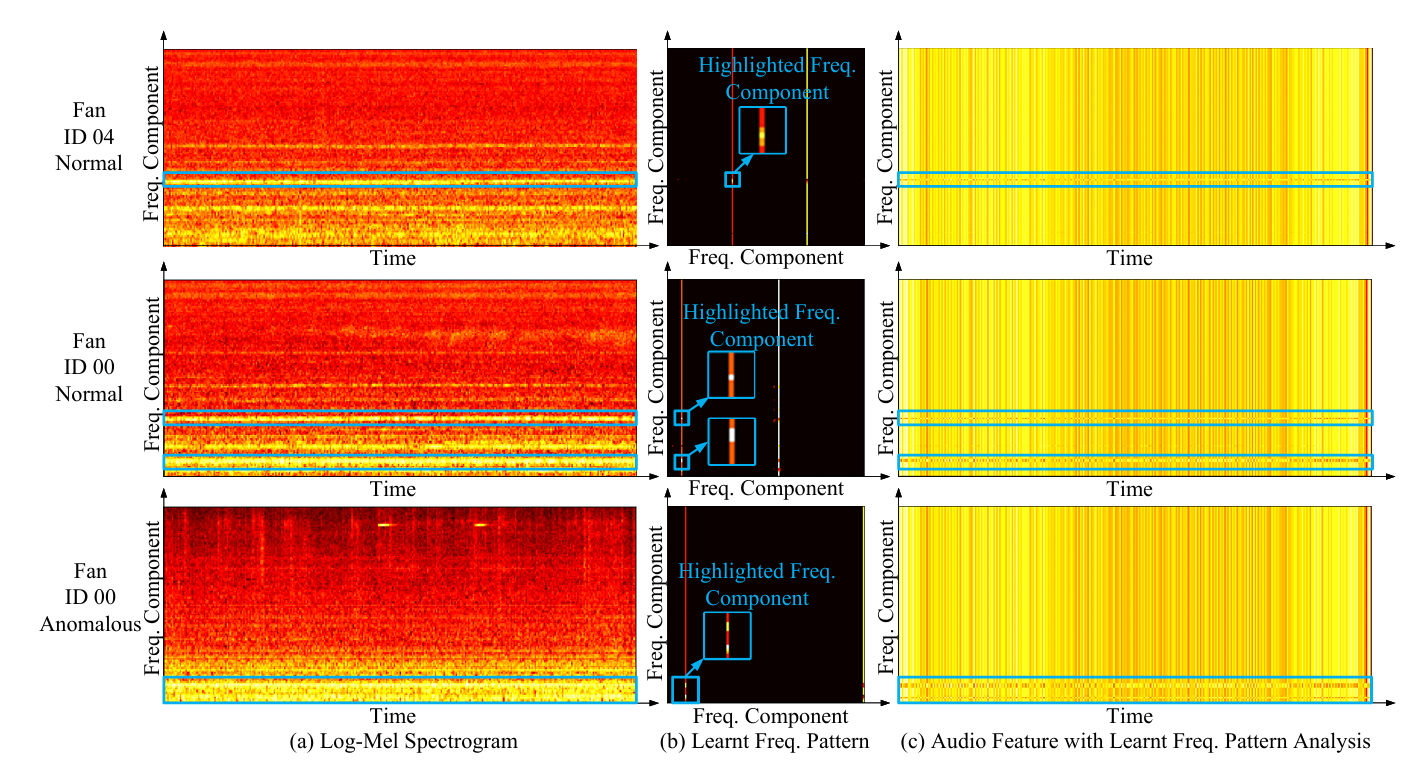 Fan
ID 04
Normal
Freq. Component
Time
Freq. Component
Highlighted Freq.
Component
Freq. Component
Freq. Component
Time
Fan
ID 00
Normal
Freq. Component
Time
Freq. Component
Highlighted Freq.
Component
Freq. Component
Freq. Component
Time
Fan
ID 00
Anomalous
Freq. Component
Time
Freq. Component
Highlighted Freq.
Component
Freq. Component
Freq. Component
Time
(a) Log-Mel Spectrogram
(b) Learnt Freq. Pattern
(c) Audio Feature with Learnt Freq. Pattern Analysis